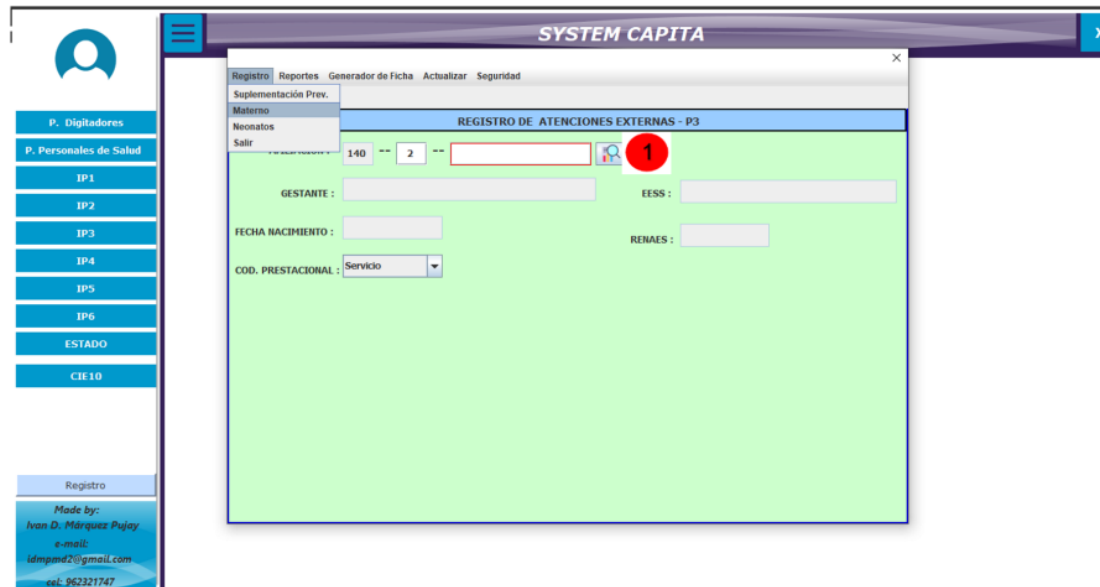 SYSTEM CAPITA
X
×
Registro Reportes Generador de Ficha Actualizar Seguridad
Suplementación Prev.
Materno
Neonatos
Salir
REGISTRO DE ATENCIONES EXTERNAS - P3
140 -- 2 --
1
GESTANTE :
EESS :
FECHA NACIMIENTO :
RENAES :
COD. PRESTACIONAL : Servicio
P. Digitadores
P. Personales de Salud
IP1
IP2
IP3
IP4
IP5
IP6
ESTADO
CIE10
Registro
Made by:
Ivan D. Márquez Pujay
e-mail:
idmpmd2@gmail.com
cel: 962321747